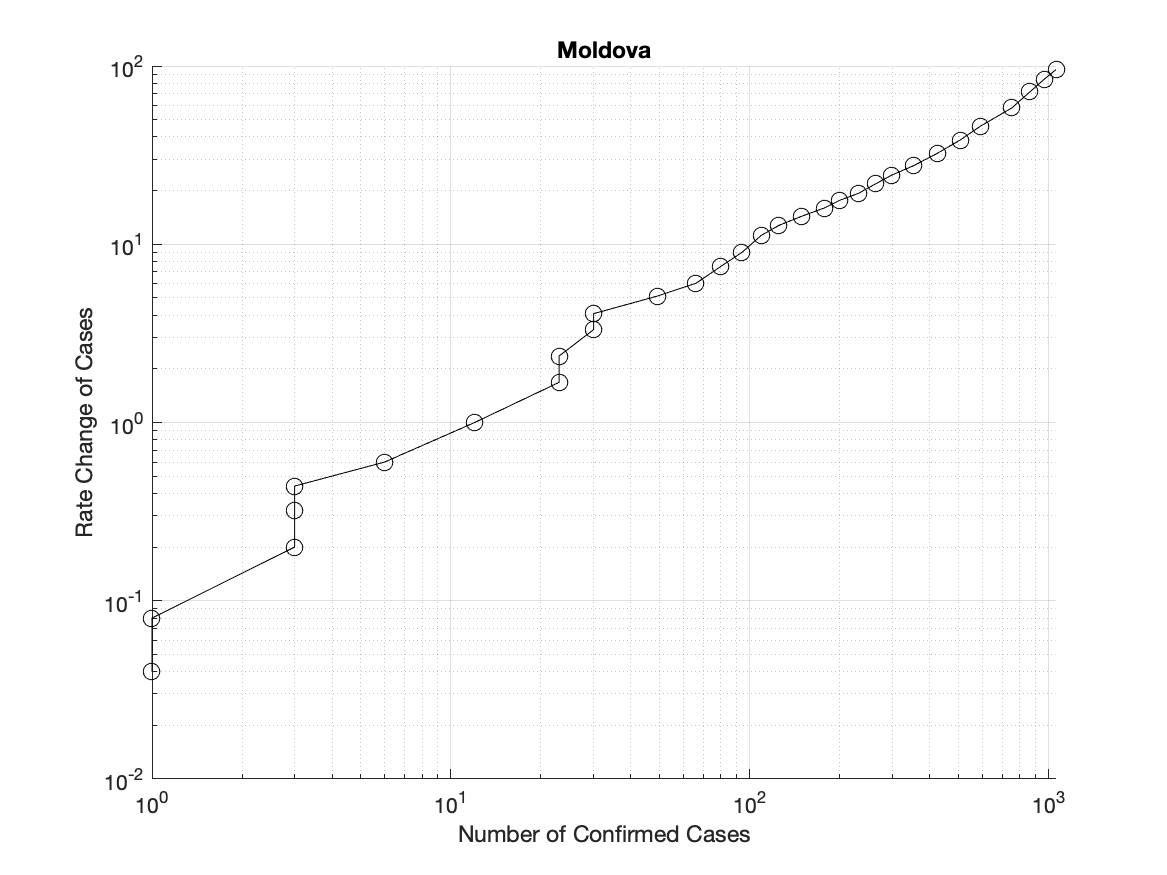 Moldova
10²
10¹
10⁰
10⁻¹
10⁻²
Rate Change of Cases
10⁰ 10¹ 10² 10³
Number of Confirmed Cases